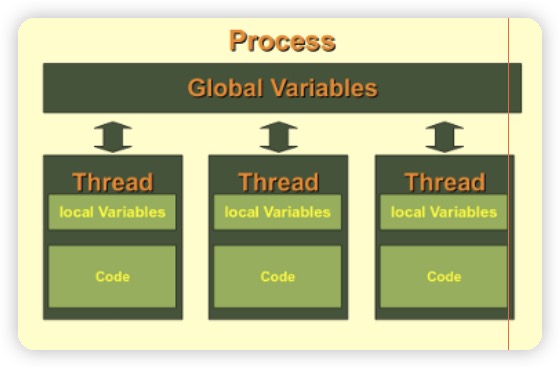 Process
Global Variables
Thread Thread Thread
local Variables local Variables local Variables
Code Code Code